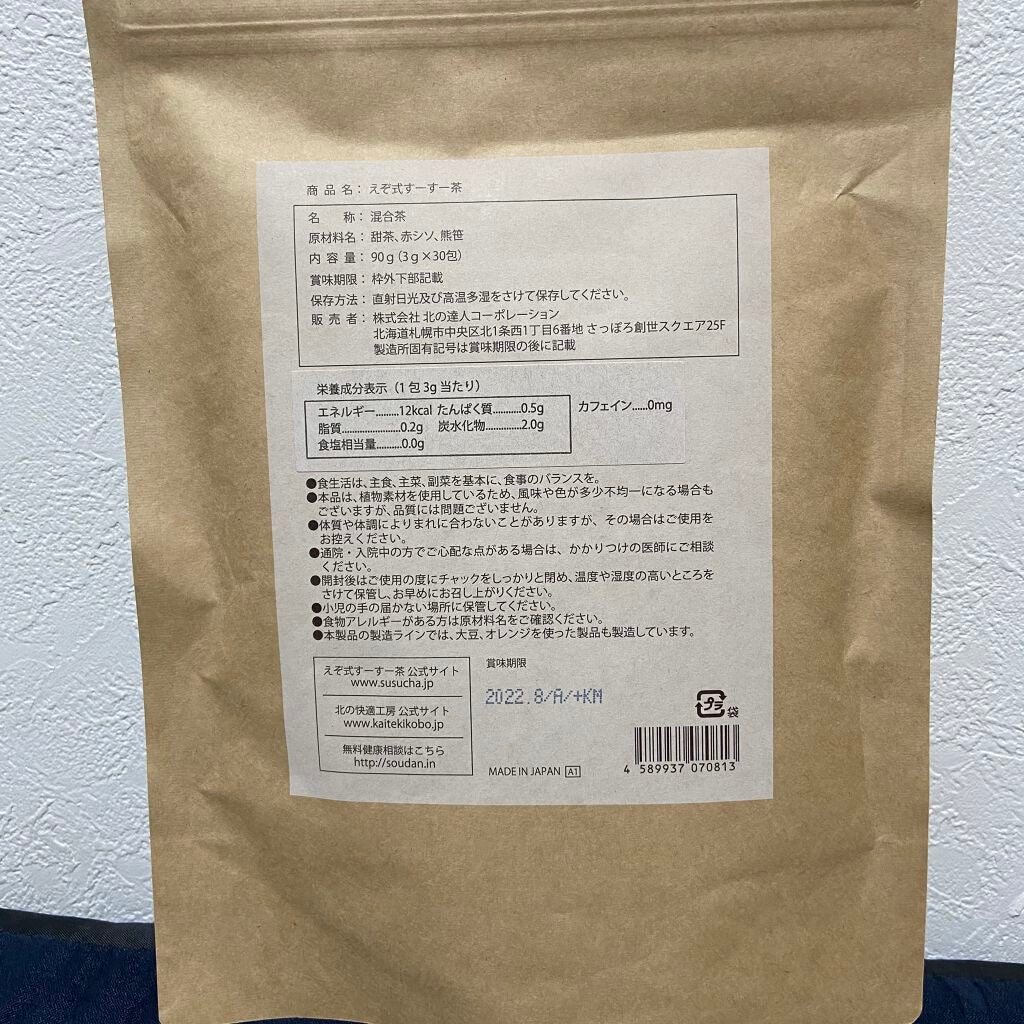 商品名：えぞ式すーすー茶
名称：混合茶
原材料名：甜茶、赤シソ、熊笹
内容量：90g（3g×30包）
賞味期限：枠外下部記載
保存方法：直射日光及び高温多湿をさけて保存してください。
販売者：株式会社 北の達人コーポレーション
北海道札幌市中央区北1条西1丁目6番地 さっぽろ創世スクエア25F
製造所固有記号は賞味期限の後に記載
栄養成分表示（1包3g当たり）
エネルギー.........12kcal たんぱく質...........0.5g
脂質......................0.2g 炭水化物..............2.0g
食塩相当量..........0.0g
カフェイン......0mg
●食生活は、主食、主菜、副菜を基本に、食事のバランスを。
●本品は、植物素材を使用しているため、風味や色が多少不均一になる場合も
ございますが、品質には問題ございません。
●体質や体調によりまれに合わないことがありますが、その場合はご使用を
お控えください。
●通院・入院中の方でご心配な点がある場合は、かかりつけの医師にご相談
ください。
●開封後はご使用の度にチャックをしっかりと閉め、温度や湿度の高いところを
さけて保管し、お早めにお召し上がりください。
●小児の手の届かない場所に保管してください。
●食物アレルギーがある方は原材料名をご確認ください。
●本製品の製造ラインでは、大豆、オレンジを使った製品も製造しています。
えぞ式すーすー茶 公式サイト
www.susucha.jp
北の快適工房 公式サイト
www.kaitekikobo.jp
無料健康相談はこちら
http://soudan.in
賞味期限
2022.8/A/+KM
MADE IN JAPAN A1
プラ
袋
4 589937 070813